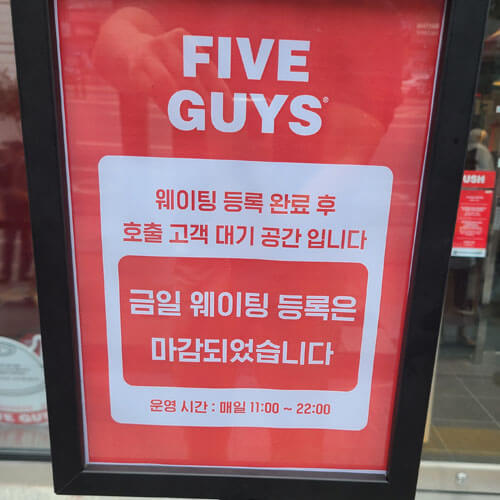 FIVE
GUYS®
웨이팅 등록 완료 후
호출 고객 대기 공간 입니다
금일 웨이팅 등록은
마감되었습니다
운영 시간 : 매일 11:00 ~ 22:00